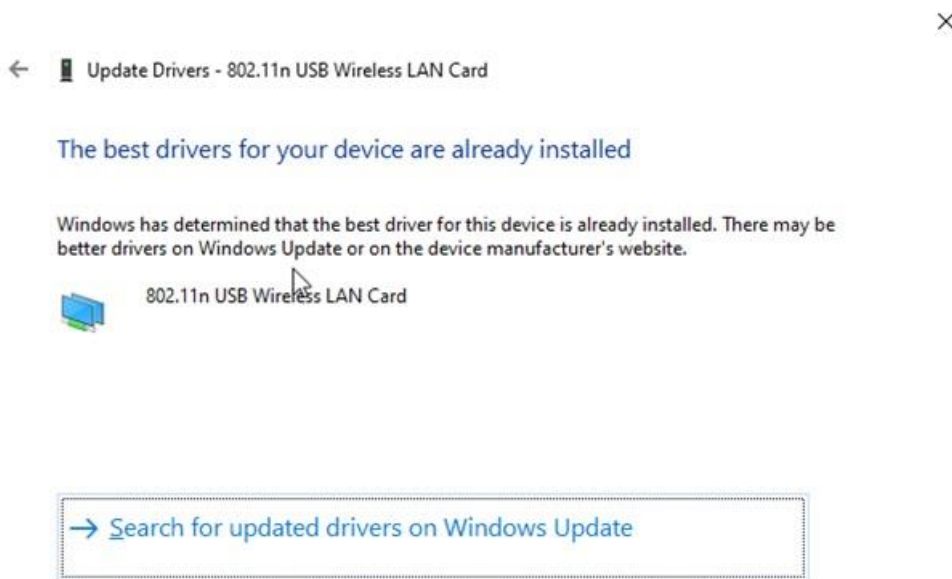 Update Drivers - 802.11n USB Wireless LAN Card
The best drivers for your device are already installed
Windows has determined that the best driver for this device is already installed. There may be
better drivers on Windows Update or on the device manufacturer's website.
802.11n USB Wireless LAN Card
Search for updated drivers on Windows Update